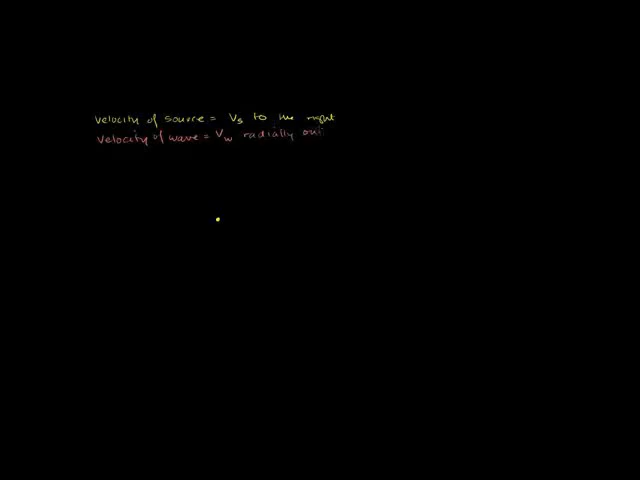 velocity of source = Vs to the right
velocity of wave = Vw radially out